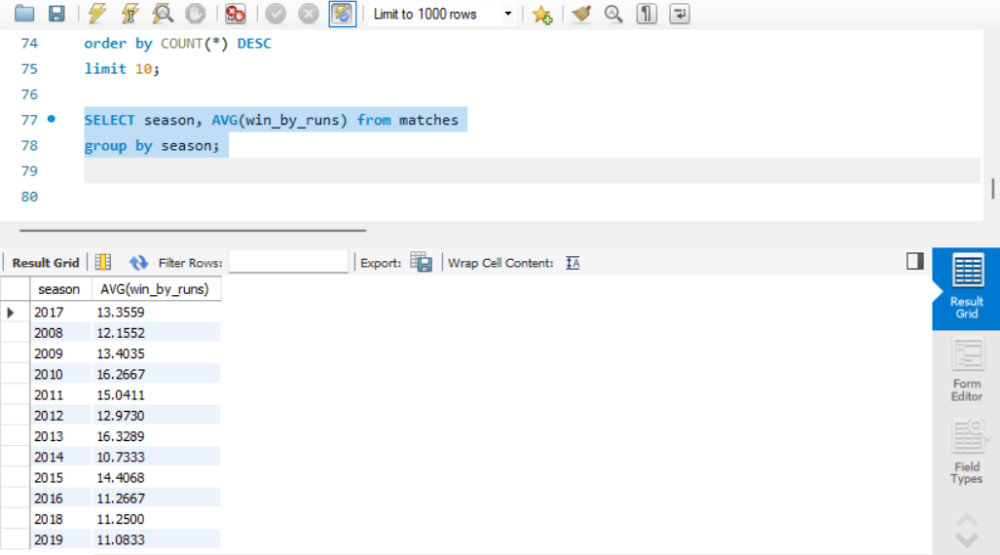 Limit to 1000 rows
74 order by COUNT(*) DESC
75 limit 10;
76
77 SELECT season, AVG(win_by_runs) from matches
78 group by season;
79
80
Result Grid Filter Rows: Export: Wrap Cell Content: IA
season AVG(win_by_runs)
2017 13.3559
2008 12.1552
2009 13.4035
2010 16.2667
2011 15.0411
2012 12.9730
2013 16.3289
2014 10.7333
2015 14.4068
2016 11.2667
2018 11.2500
2019 11.0833
Result
Grid
Form
Editor
Field
Types